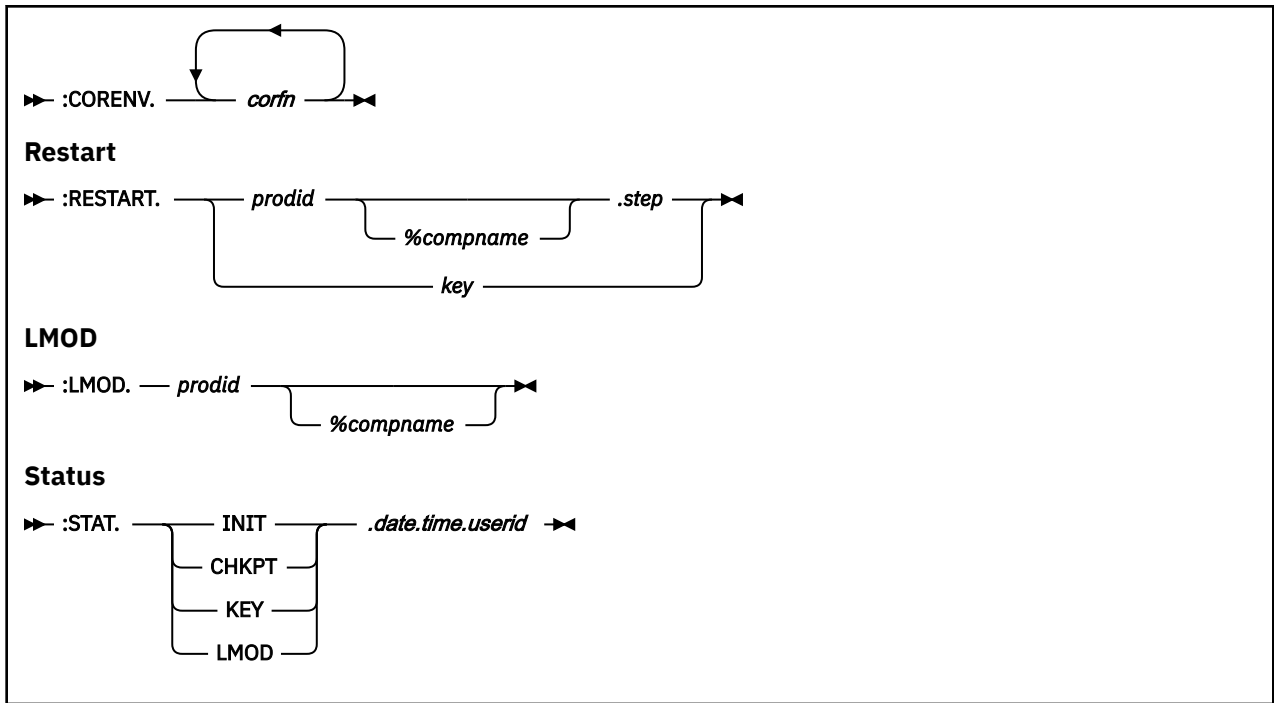 :CORENV. corfn
Restart
:RESTART. prodid .step
%compname
key
LMOD
:LMOD. prodid
%compname
Status
:STAT. INIT .date.time.userid
CHKPT
KEY
LMOD